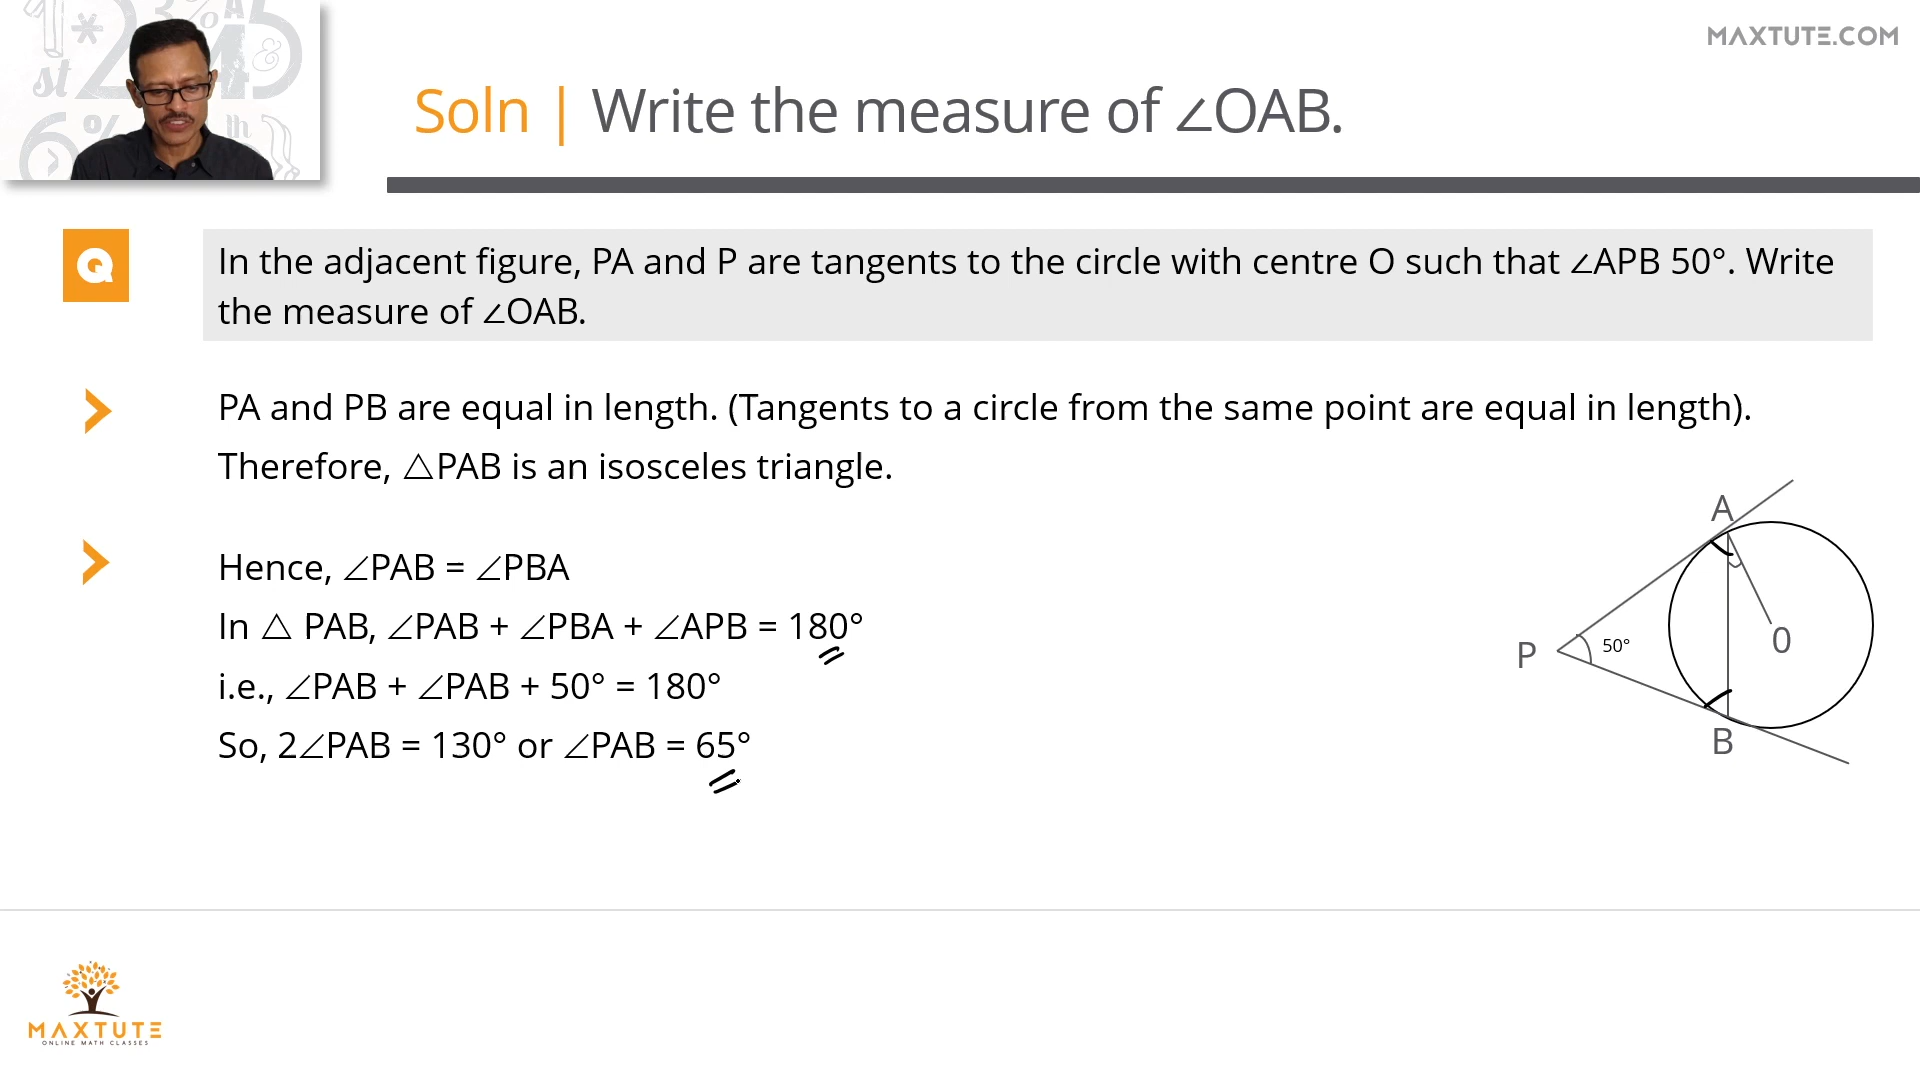 MAXTUTE.COM
Soln | Write the measure of ∠OAB.
Q
In the adjacent figure, PA and P are tangents to the circle with centre O such that ∠APB 50°. Write
the measure of ∠OAB.
PA and PB are equal in length. (Tangents to a circle from the same point are equal in length).
Therefore, △PAB is an isosceles triangle.
Hence, ∠PAB = ∠PBA
In △ PAB, ∠PAB + ∠PBA + ∠APB = 180°
i.e., ∠PAB + ∠PAB + 50° = 180°
So, 2∠PAB = 130° or ∠PAB = 65°
A
P
50°
O
B
MAXTUTE
ONLINE MATH CLASSES